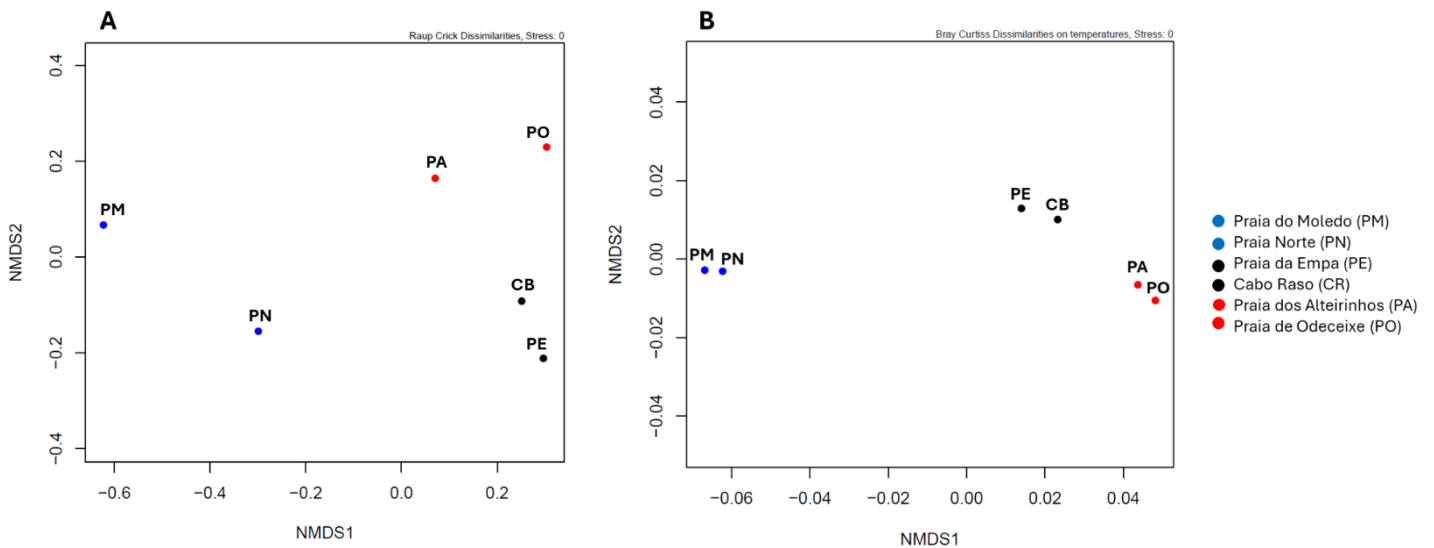 A
Raup Crick Dissimilarities, Stress: 0
0.4
0.2
0.0
−0.2
−0.4
NMDS2
PO
PA
PM
CB
PN
PE
−0.6
−0.4
−0.2
0.0
0.2
NMDS1
B
Bray Curtiss Dissimilarities on temperatures, Stress: 0
0.04
0.02
0.00
−0.02
−0.04
NMDS2
PE
CB
PM
PN
PA
PO
−0.06
−0.04
−0.02
0.00
0.02
0.04
NMDS1
Praia do Moledo (PM)
Praia Norte (PN)
Praia da Empa (PE)
Cabo Raso (CR)
Praia dos Alteirinhos (PA)
Praia de Odeceixe (PO)